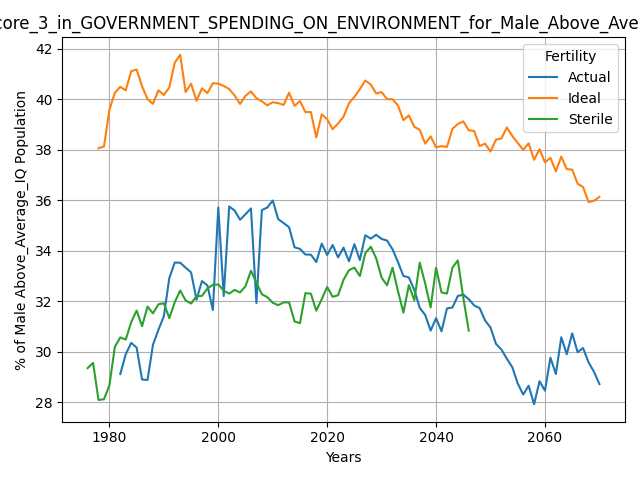 core_3_in_GOVERNMENT_SPENDING_ON_ENVIRONMENT_for_Male_Above_Ave
42
40
38
36
34
32
30
28
% of Male Above_Average_IQ Population
Fertility
Actual
Ideal
Sterile
1980
2000
2020
2040
2060
Years